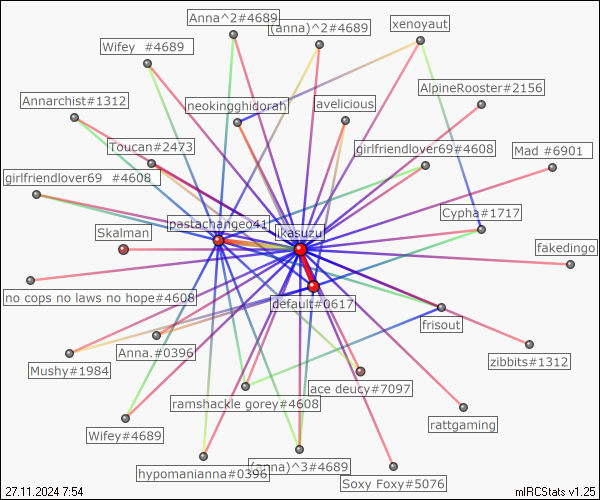 Anna^2#4689
(anna)^2#4689
xenoyaut
Wifey  #4689
AlpineRooster#2156
Annarchist#1312
neokingghidorah
avelicious
Toucan#2473
girlfriendlover69#4608
Mad #6901
girlfriendlover69  #4608
Cypha#1717
pastachangeo41
ikasuzu
Skalman
fakedingo
no cops no laws no hope#4608
default#0617
frisout
Anna.#0396
zibbits#1312
Mushy#1984
ace deucy#7097
ramshackle gorey#4608
rattgaming
Wifey#4689
hypomanianna#0396
(anna)^3#4689
Soxy Foxy#5076
27.11.2024 7:54
mIRCStats v1.25